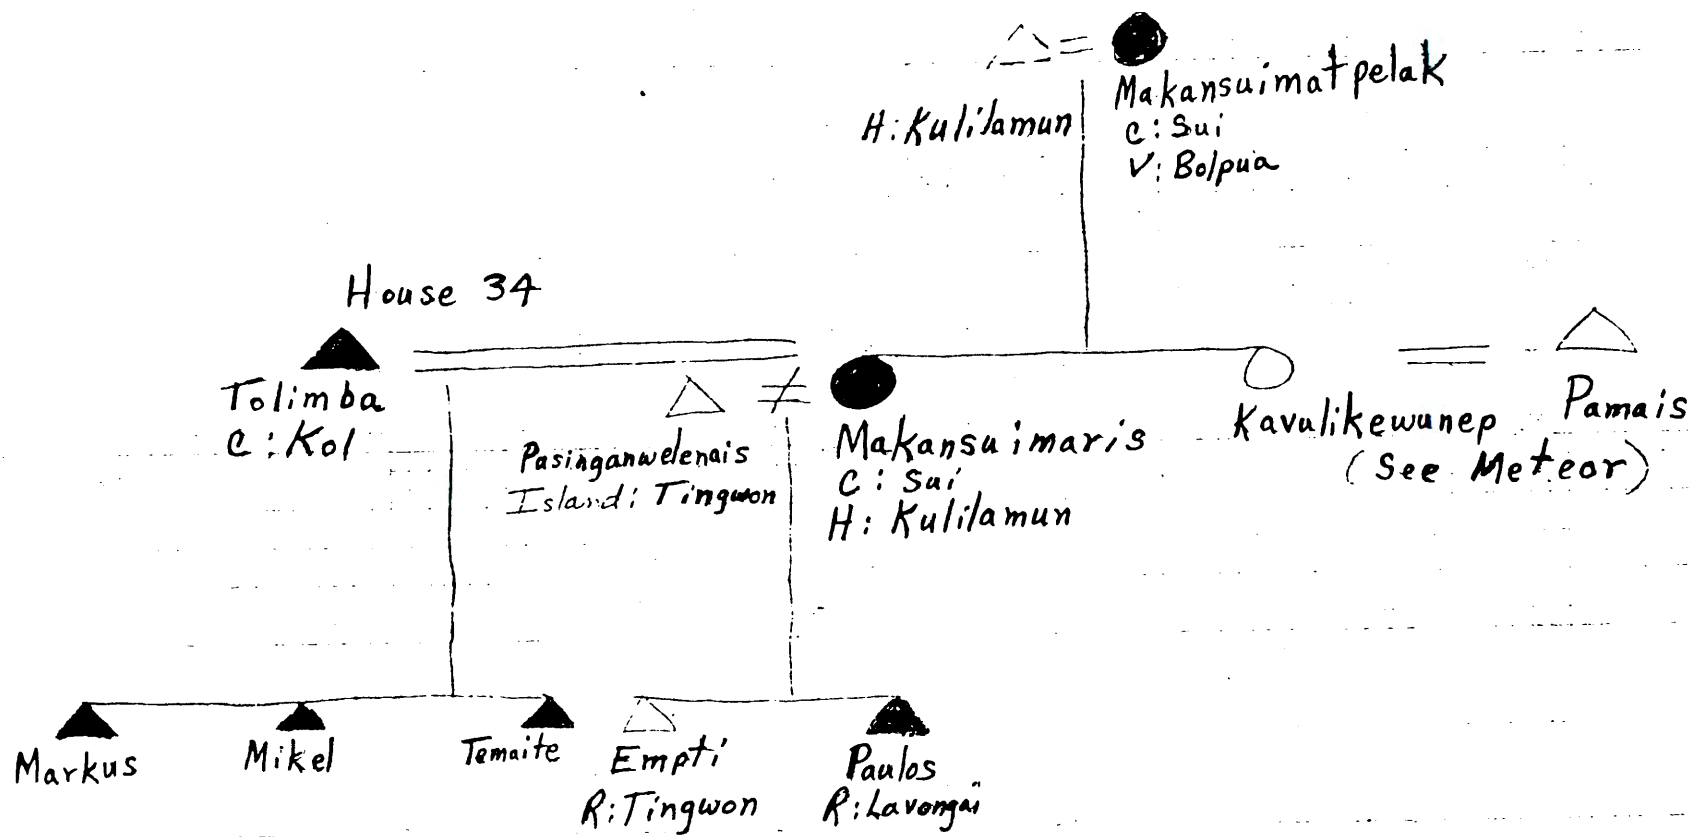 Makansuimatpelak
H: Kulilamun
C: Sui
V: Bolpua
House 34
Tolimba
C: Kol
Pasinganwelenais
Island: Tingwon
Makansuimaris
C: Sui
H: Kulilamun
Kavulikewunep
Pamais
(See Meteor)
Markus
Mikel
Temaite
Empti
R: Tingwon
Paulos
R: Lavongai